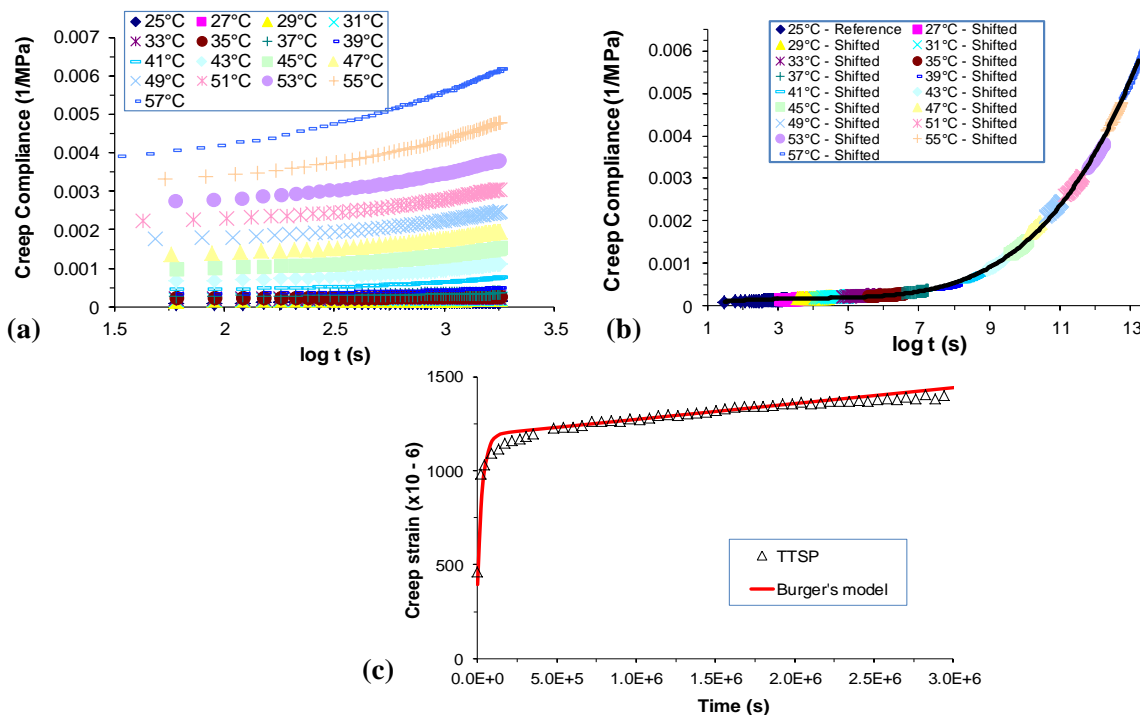 25°C 27°C 29°C 31°C
33°C 35°C 37°C 39°C
41°C 43°C 45°C 47°C
49°C 51°C 53°C 55°C
57°C
0.007
0.006
0.005
0.004
0.003
0.002
0.001
0
Creep Compliance (1/MPa)
1.5 2 2.5 3 3.5
log t (s)
(a)
25°C - Reference 27°C - Shifted
29°C - Shifted 31°C - Shifted
33°C - Shifted 35°C - Shifted
37°C - Shifted 39°C - Shifted
41°C - Shifted 43°C - Shifted
45°C - Shifted 47°C - Shifted
49°C - Shifted 51°C - Shifted
53°C - Shifted 55°C - Shifted
57°C - Shifted
0.006
0.005
0.004
0.003
0.002
0.001
0
Creep Compliance (1/MPa)
1 3 5 7 9 11 13
log t (s)
(b)
1500
1000
500
0
Creep strain (x10 - 6)
TTSP
Burger's model
0.0E+0 5.0E+5 1.0E+6 1.5E+6 2.0E+6 2.5E+6 3.0E+6
Time (s)
(c)